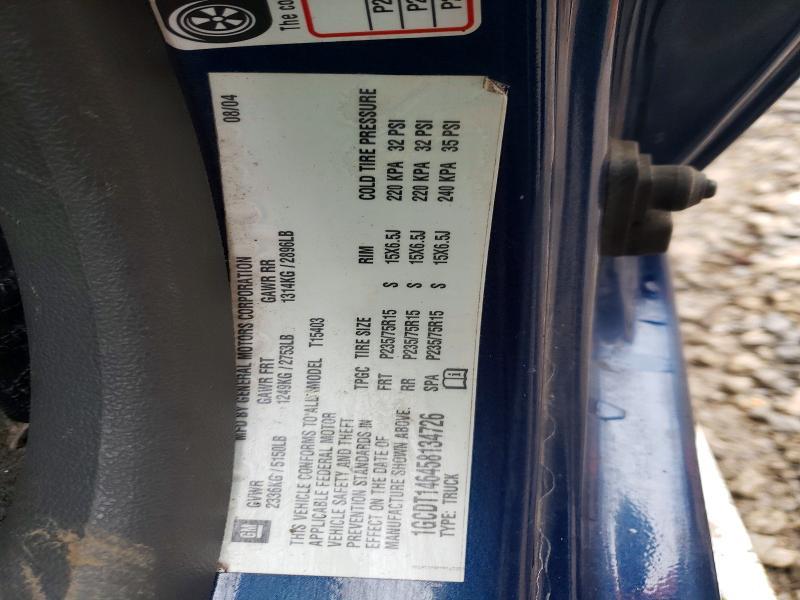 The co
P2
P2
P
GM
MFD BY GENERAL MOTORS CORPORATION 08/04
GVWR GAWR FRT GAWR RR
2336KG/5150LB 1249KG/2753LB 1314KG/2896LB
THIS VEHICLE CONFORMS TO ALL MODEL T15403
APPLICABLE FEDERAL MOTOR
VEHICLE SAFETY AND THEFT
PREVENTION STANDARDS IN
EFFECT ON THE DATE OF
MANUFACTURE SHOWN ABOVE.
1GCDT146458134726
TYPE: TRUCK
TPGC TIRE SIZE RIM COLD TIRE PRESSURE
FRT P235/75R15 S 15X6.5J 220 KPA 32 PSI
RR P235/75R15 S 15X6.5J 220 KPA 32 PSI
SPA P235/75R15 S 15X6.5J 240 KPA 35 PSI